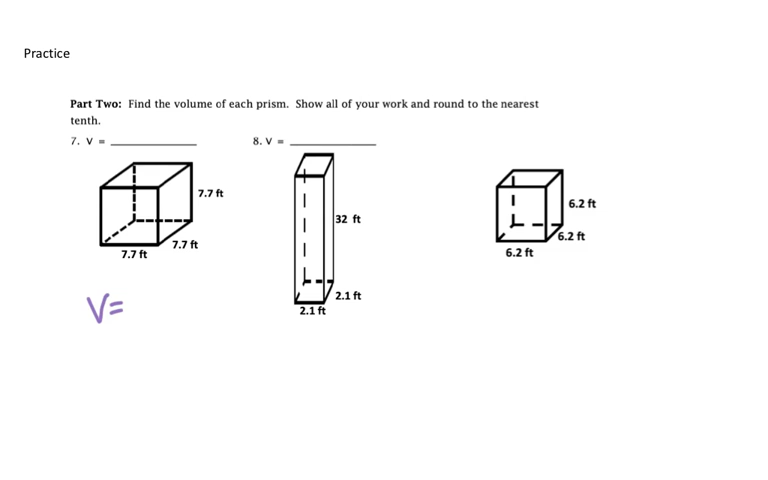 Practice
Part Two: Find the volume of each prism. Show all of your work and round to the nearest
tenth.
7. V = ____________
8. V = ____________
7.7 ft
7.7 ft
7.7 ft
32 ft
2.1 ft
2.1 ft
6.2 ft
6.2 ft
6.2 ft
V=